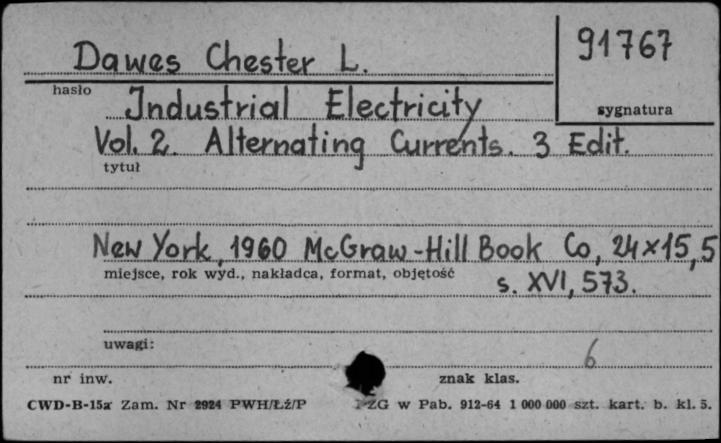 Dawes Chester L.
91767
hasło
sygnatura
Industrial Electricity
Vol. 2. Alternating Currents. 3 Edit.
tytuł
New York, 1960 McGraw-Hill Book Co, 24x15,5
miejsce, rok wyd., nakładca, format, objętość
s. XVI, 573.
uwagi:
6
nr inw.
znak klas.
CWD-B-15a Zam. Nr 2924 PWH/Łż/P PZG w Pab. 912-64 1 000 000 szt. kart. b. kl. 5.